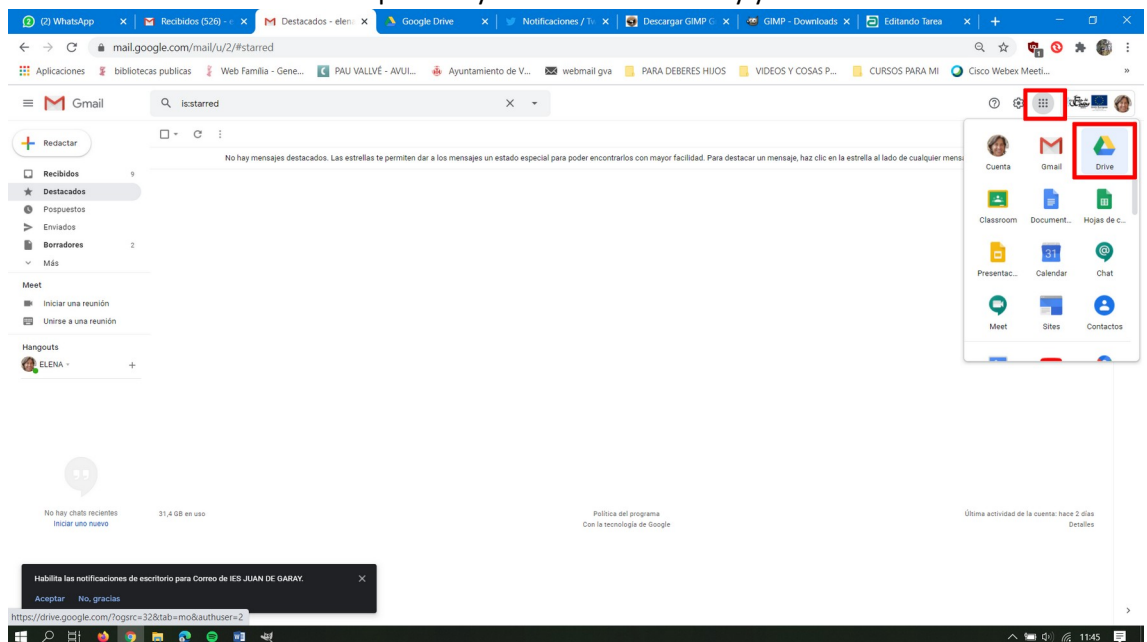 (2) WhatsApp
Recibidos (526) - e
Destacados - elen
Google Drive
Notificaciones / Tw
Descargar GIMP G
GIMP - Downloads
Editando Tarea
mail.google.com/mail/u/2/#starred
Aplicaciones
bibliotecas publicas
Web Família - Gene...
PAU VALLVÉ - AVUI...
Ayuntamiento de V...
webmail gva
PARA DEBERES HIJOS
VIDEOS Y COSAS P...
CURSOS PARA MI
Cisco Webex Meeti...
»
Gmail
is:starred
Redactar
Recibidos 9
Destacados
Pospuestos
Enviados
Borradores 2
Más
Meet
Iniciar una reunión
Unirse a una reunión
Hangouts
ELENA
No hay mensajes destacados. Las estrellas te permiten dar a los mensajes un estado especial para poder encontrarlos con mayor facilidad. Para destacar un mensaje, haz clic en la estrella al lado de cualquier mens
Cuenta
Gmail
Drive
Classroom
Document...
Hojas de c...
Presentac...
31
Calendar
Chat
Meet
Sites
Contactos
No hay chats recientes
Iniciar uno nuevo
31,4 GB en uso
Política del programa
Con la tecnología de Google
Última actividad de la cuenta: hace 2 días
Detalles
Habilita las notificaciones de escritorio para Correo de IES JUAN DE GARAY.
Aceptar No, gracias
https://drive.google.com/?ogsrc=32&tab=mo&authuser=2
11:45